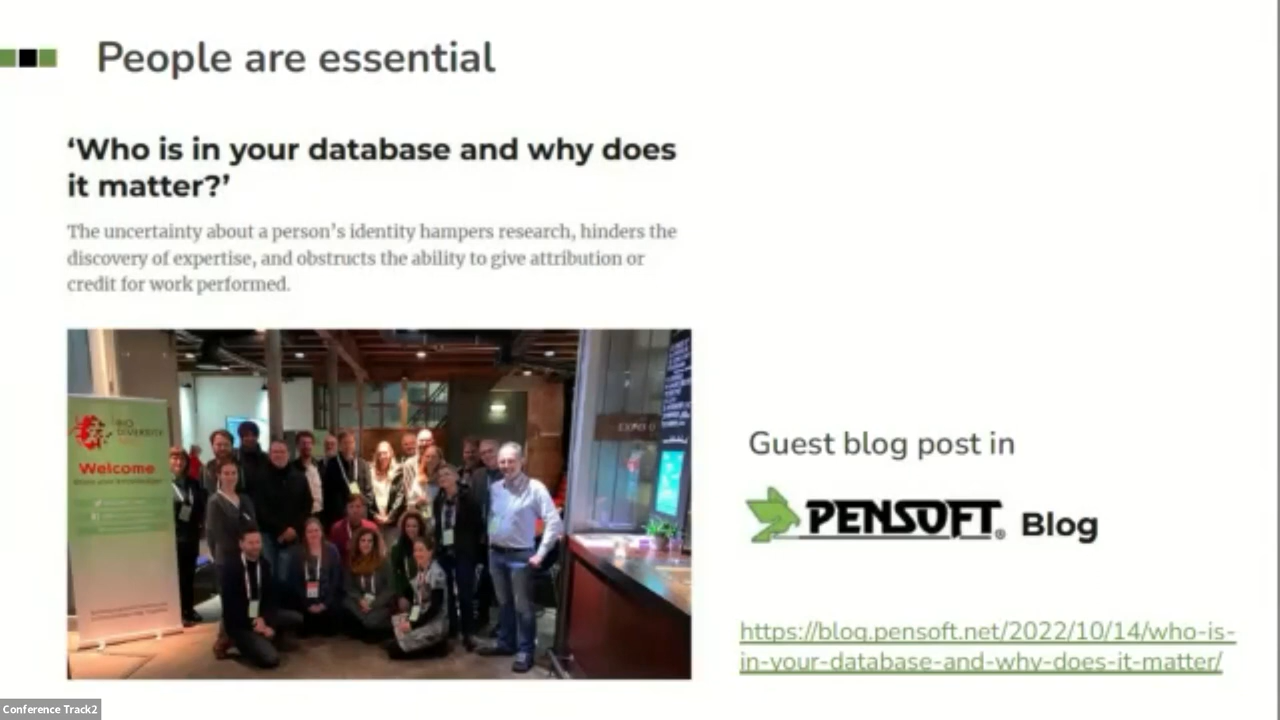 People are essential
‘Who is in your database and why does
it matter?’
The uncertainty about a person’s identity hampers research, hinders the
discovery of expertise, and obstructs the ability to give attribution or
credit for work performed.
BIO
DIVERSITY
Welcome
EXPO
Guest blog post in
PENSOFT® Blog
https://blog.pensoft.net/2022/10/14/who-is-
in-your-database-and-why-does-it-matter/
Conference Track2